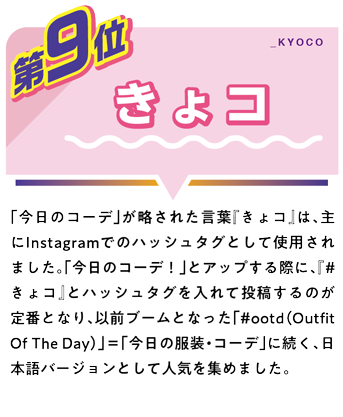 第9位
_KYOCO
きょコ
「今日のコーデ」が略された言葉『きょコ』は、主
にInstagramでのハッシュタグとして使用され
ました。「今日のコーデ!」とアップする際に、『#
きょコ』とハッシュタグを入れて投稿するのが
定番となり、以前ブームとなった「#ootd(Outfit
Of The Day)」=「今日の服装・コーデ」に続く、日
本語バージョンとして人気を集めました。